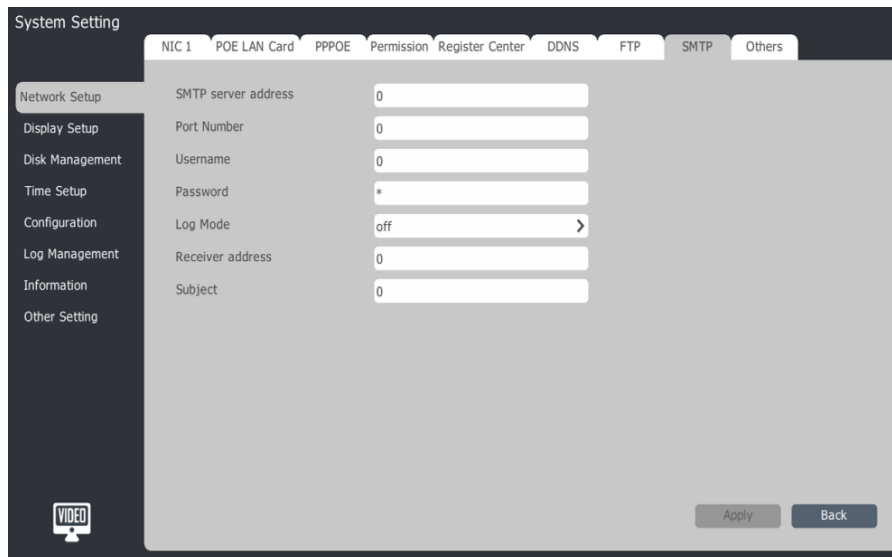 System Setting
NIC 1 POE LAN Card PPPOE Permission Register Center DDNS FTP SMTP Others
Network Setup
Display Setup
Disk Management
Time Setup
Configuration
Log Management
Information
Other Setting
SMTP server address 0
Port Number 0
Username 0
Password *
Log Mode off >
Receiver address 0
Subject 0
VIDEO
Apply Back